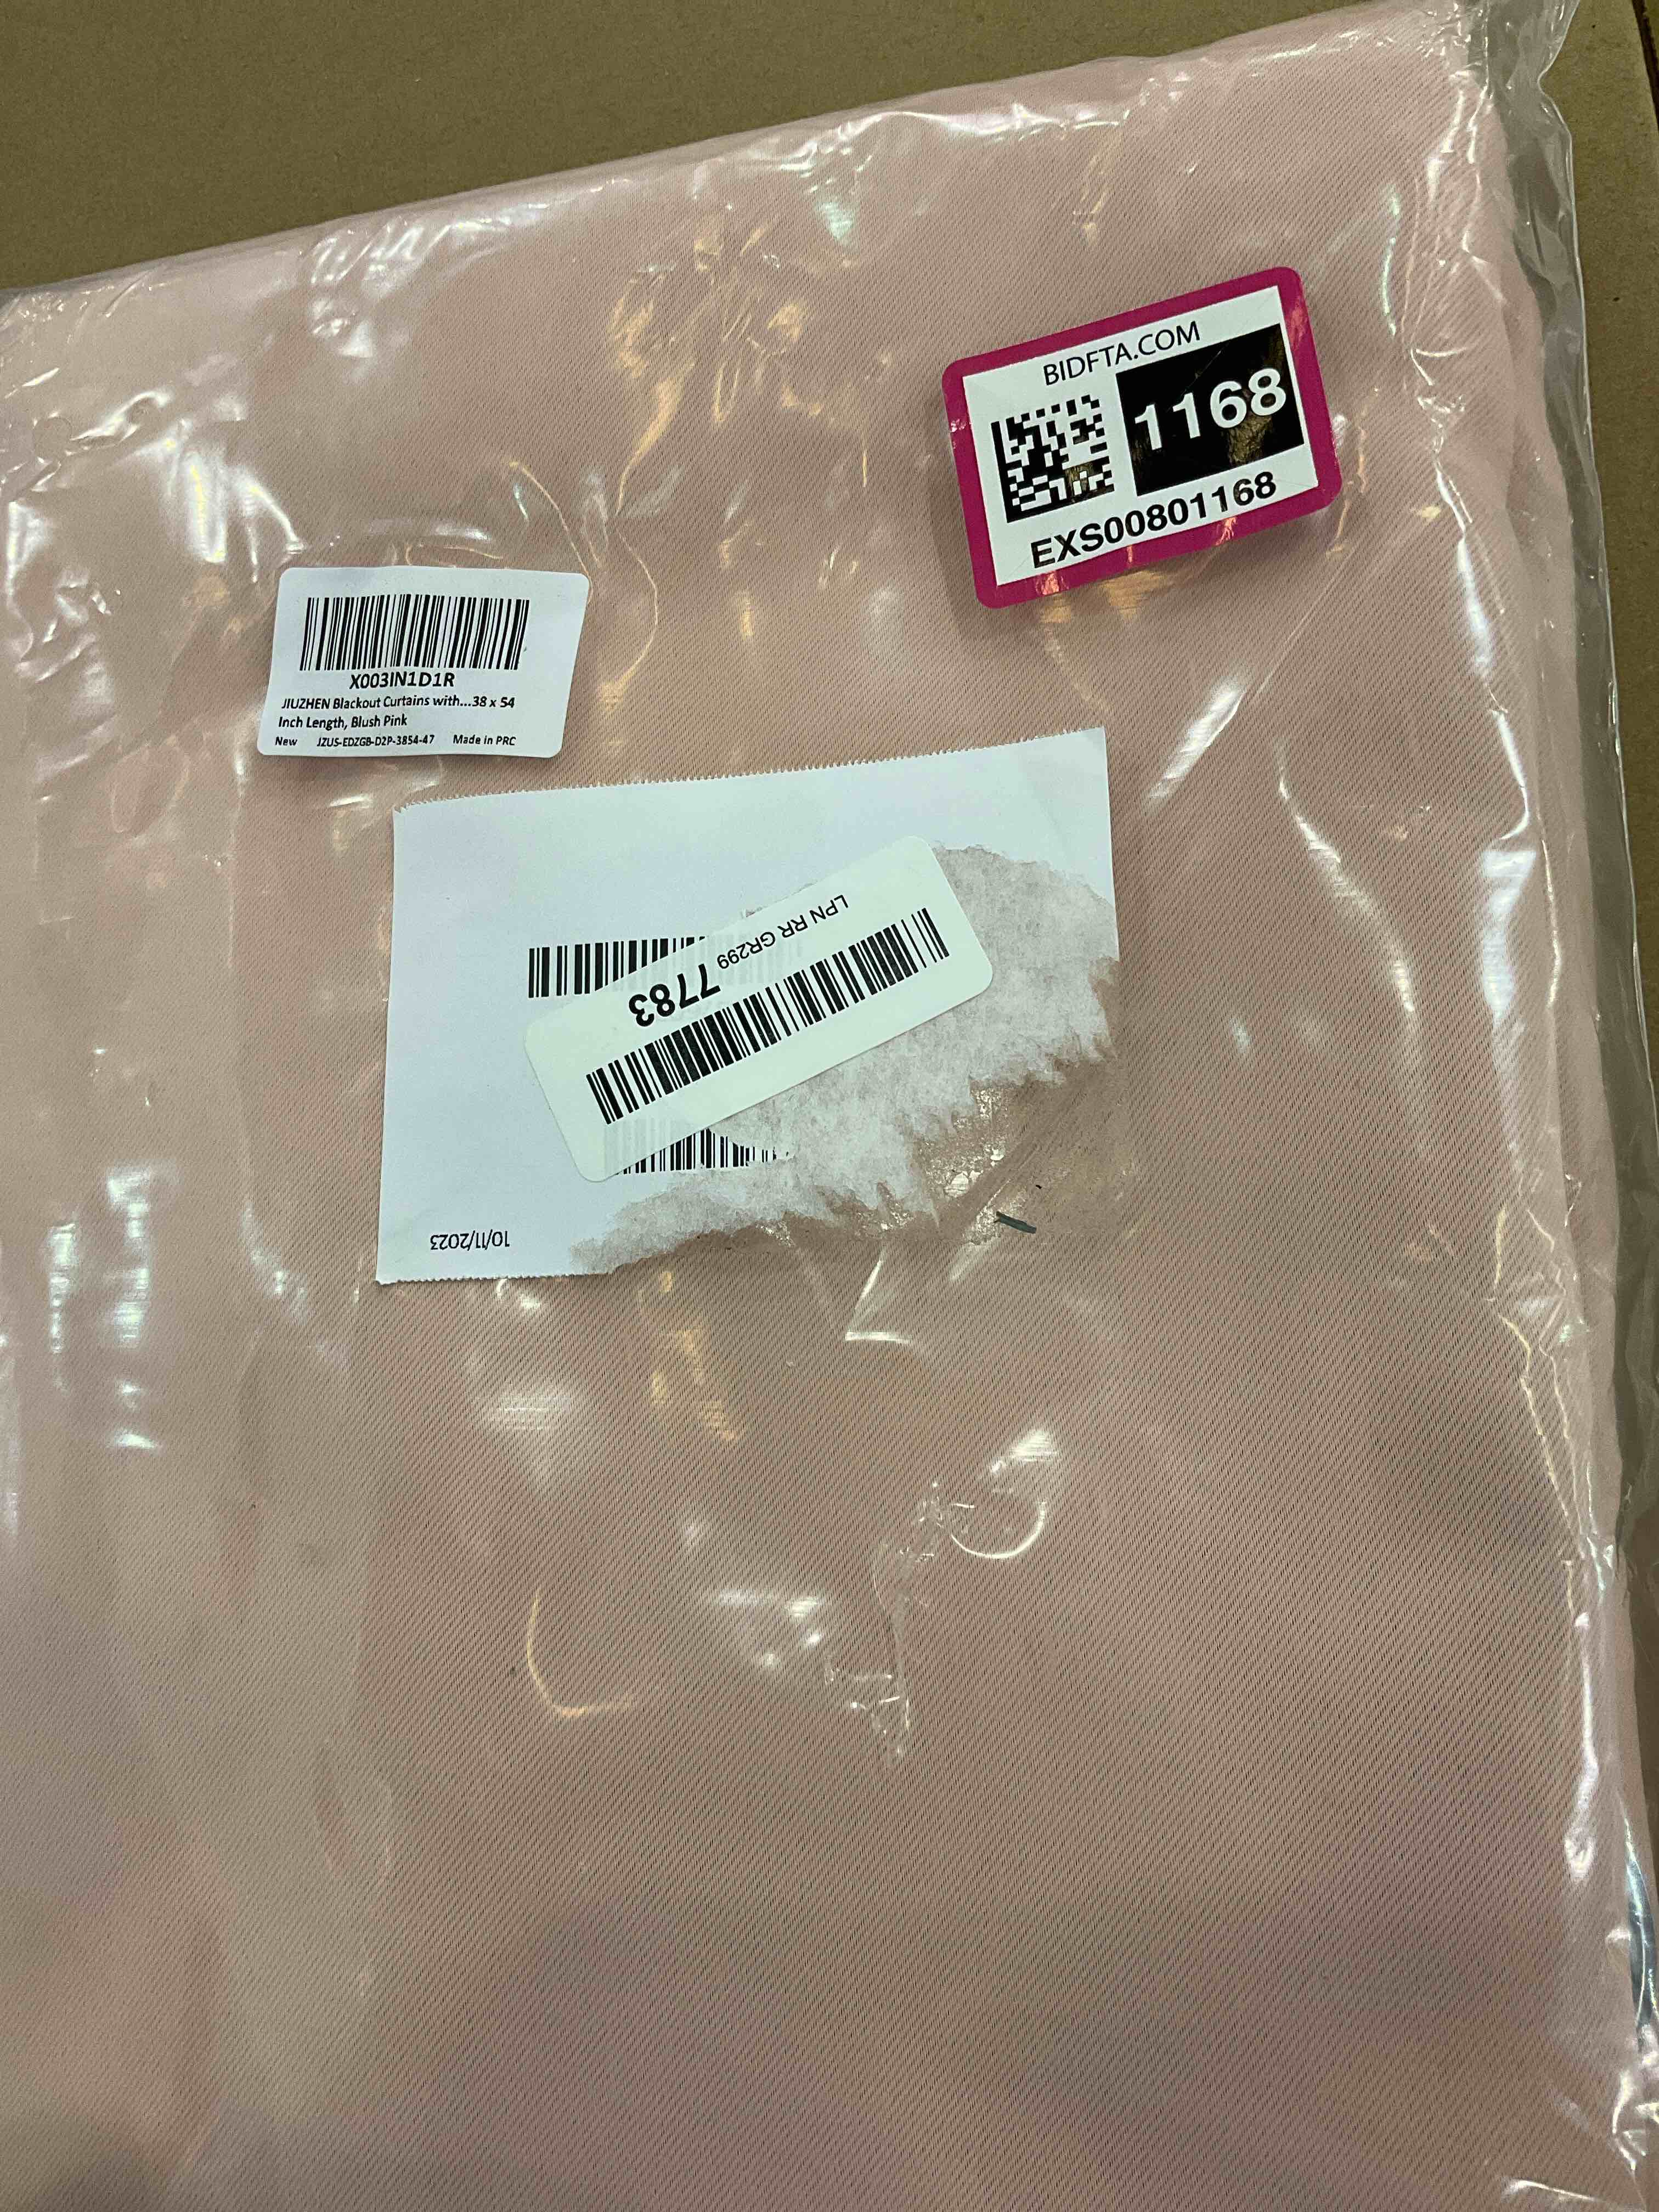 BIDFTA.COM
1168
EXS00801168
X003IN1D1R
JIUZHEN Blackout Curtains with...38 x 54
Inch Length, Blush Pink
New JZUS-EDZGB-D2P-3854-47 Made in PRC
LPN RR GR299 7783
10/11/2023